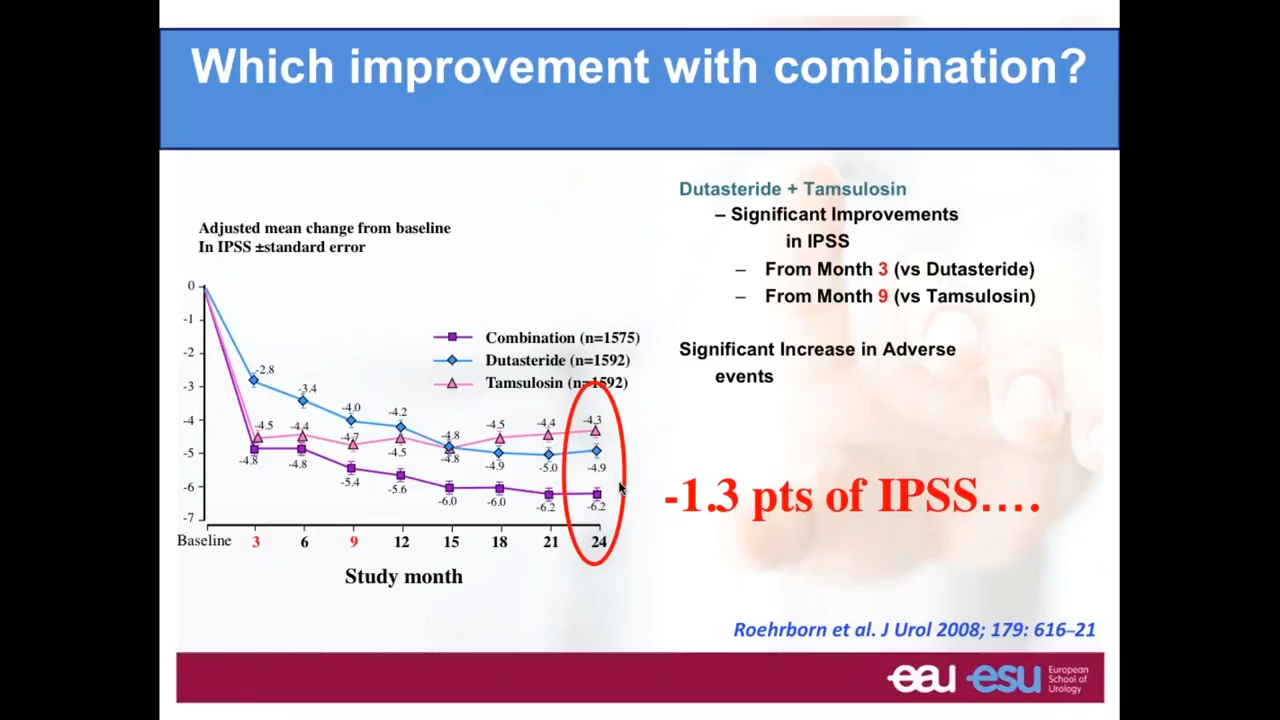 Which improvement with combination?
Dutasteride + Tamsulosin
– Significant Improvements
in IPSS
– From Month 3 (vs Dutasteride)
– From Month 9 (vs Tamsulosin)
Significant Increase in Adverse
events
-1.3 pts of IPSS....
Adjusted mean change from baseline
In IPSS ±standard error
Combination (n=1575)
Dutasteride (n=1592)
Tamsulosin (n=1592)
0
-1
-2
-3
-4
-5
-6
-7
-2.8
-3.4
-4.0
-4.2
-4.8
-4.9
-5.0
-4.9
-4.5
-4.4
-4.7
-4.5
-4.8
-4.5
-4.4
-4.3
-4.8
-4.8
-5.4
-5.6
-6.0
-6.0
-6.2
-6.2
Baseline 3 6 9 12 15 18 21 24
Study month
Roehrborn et al. J Urol 2008; 179: 616–21
eau esu European
School of
Urology